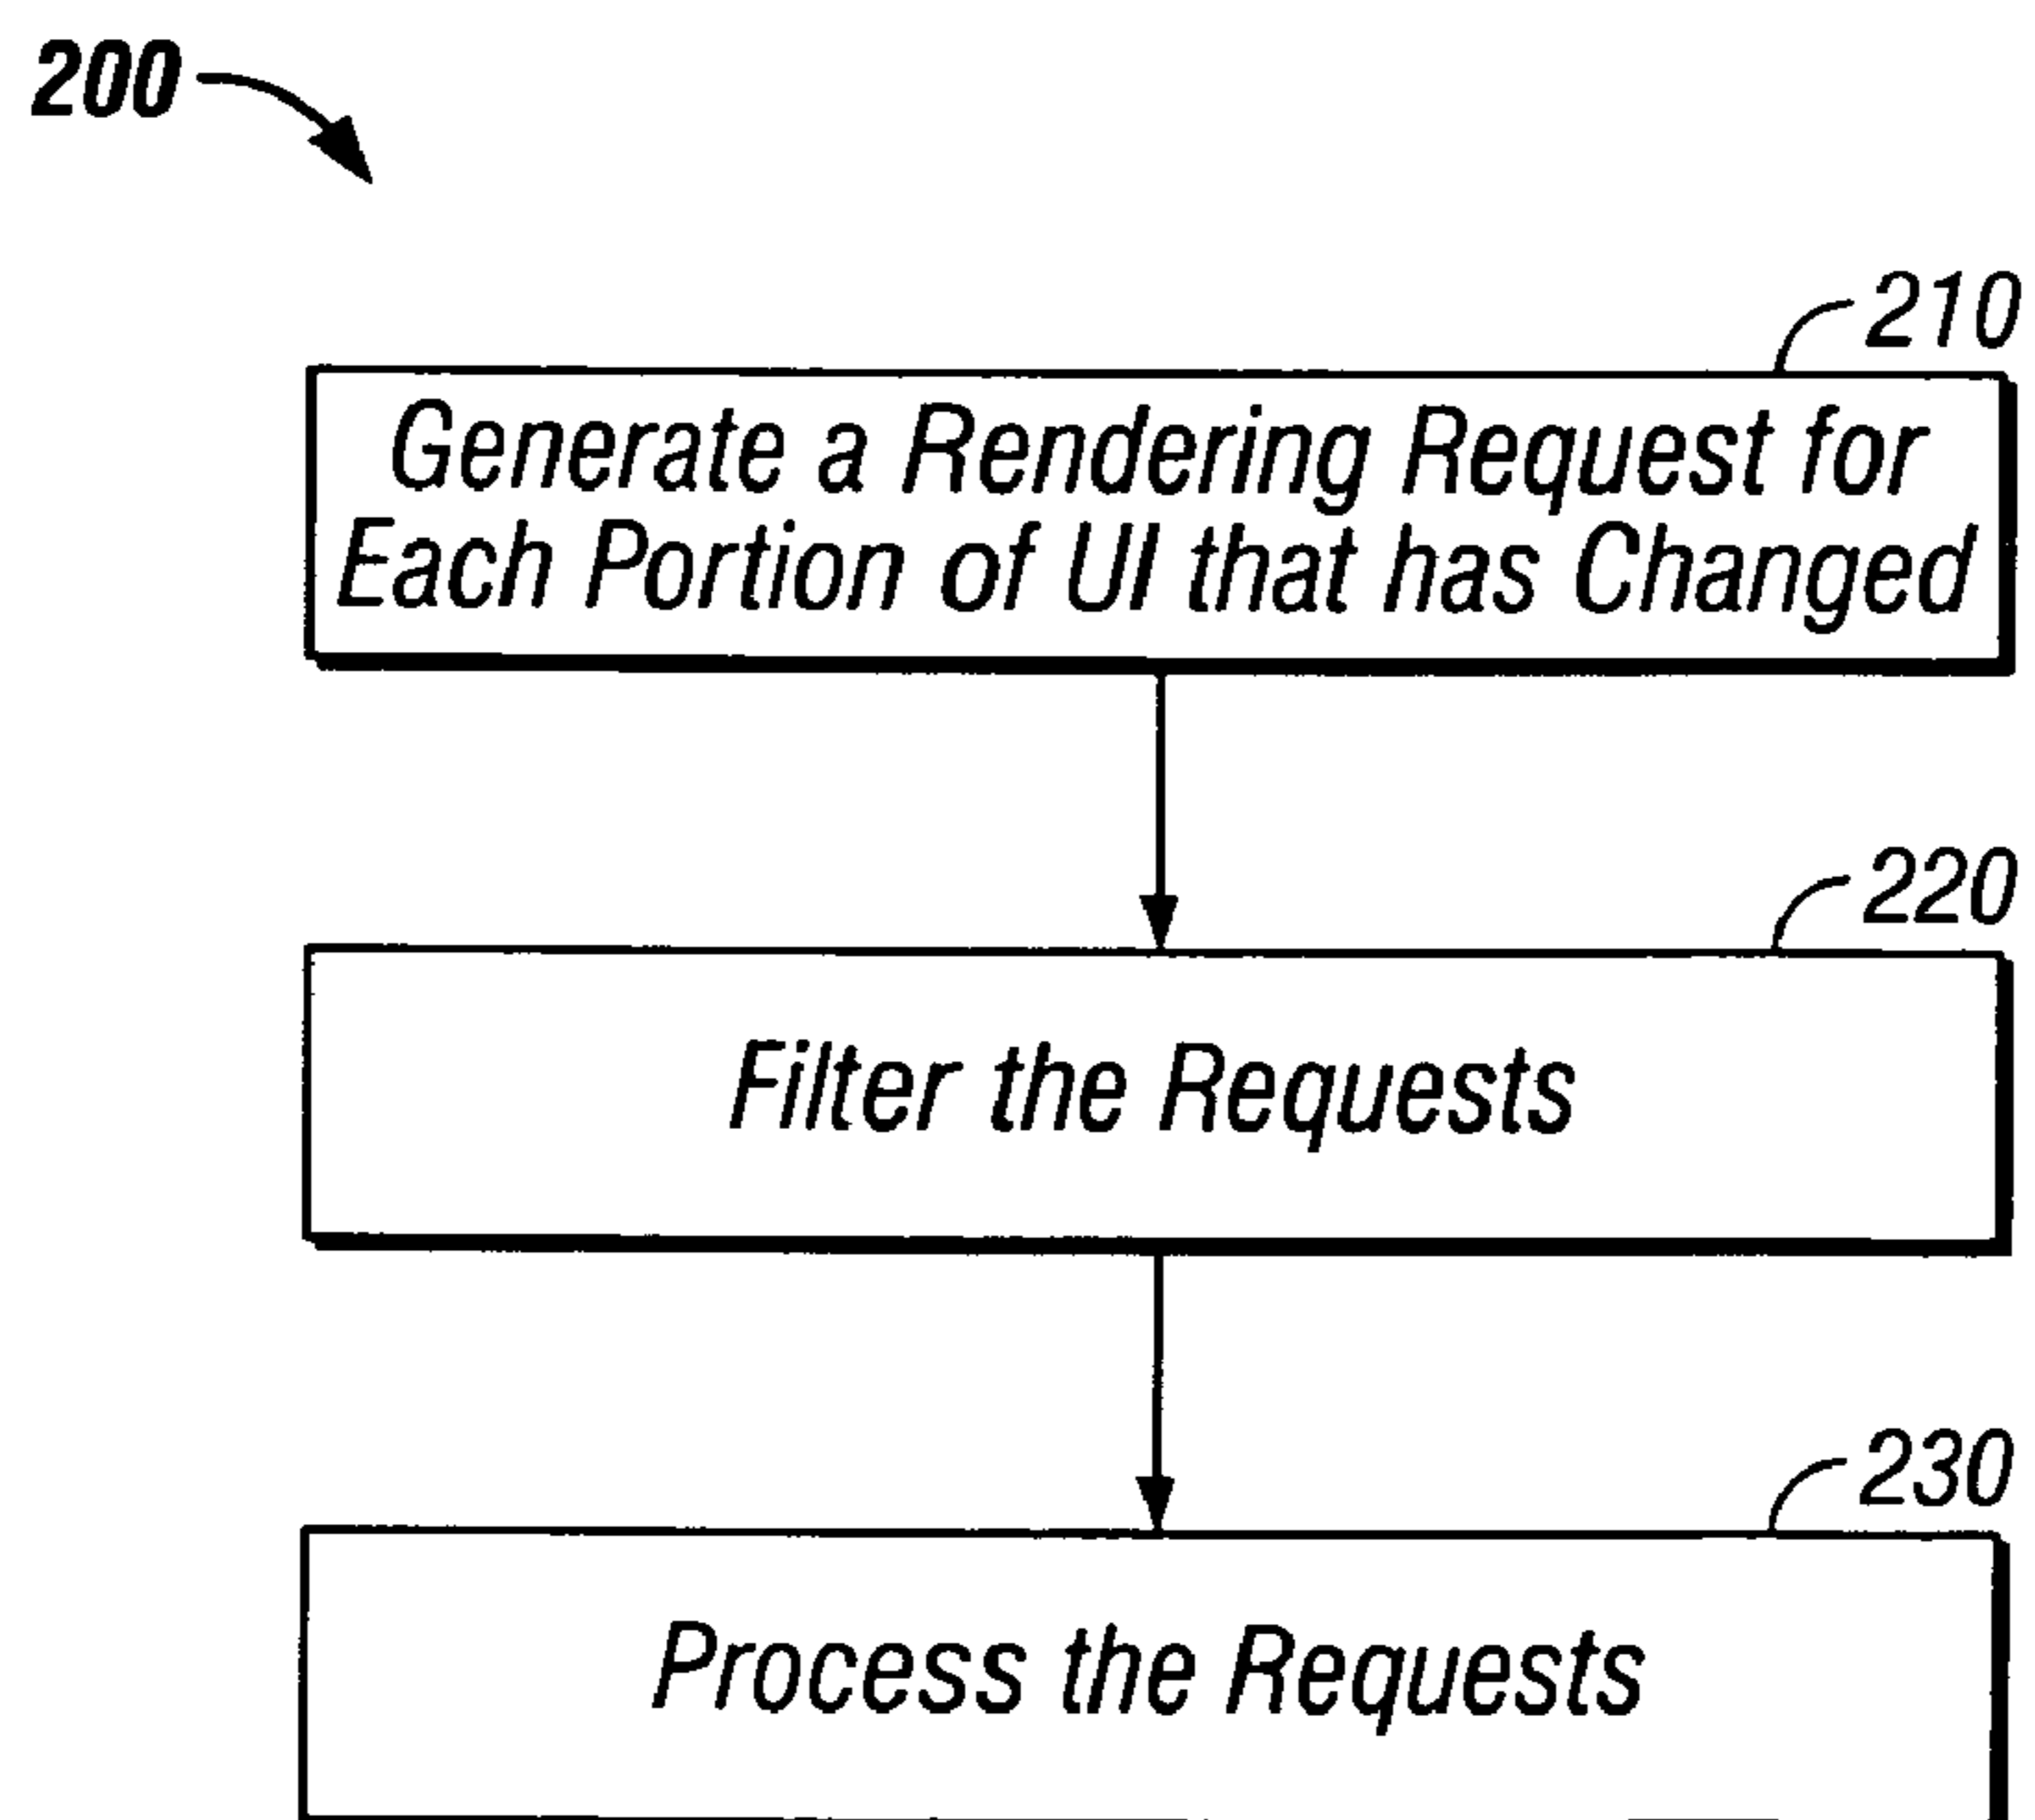 200
210
Generate a Rendering Request for
Each Portion of UI that has Changed
220
Filter the Requests
230
Process the Requests